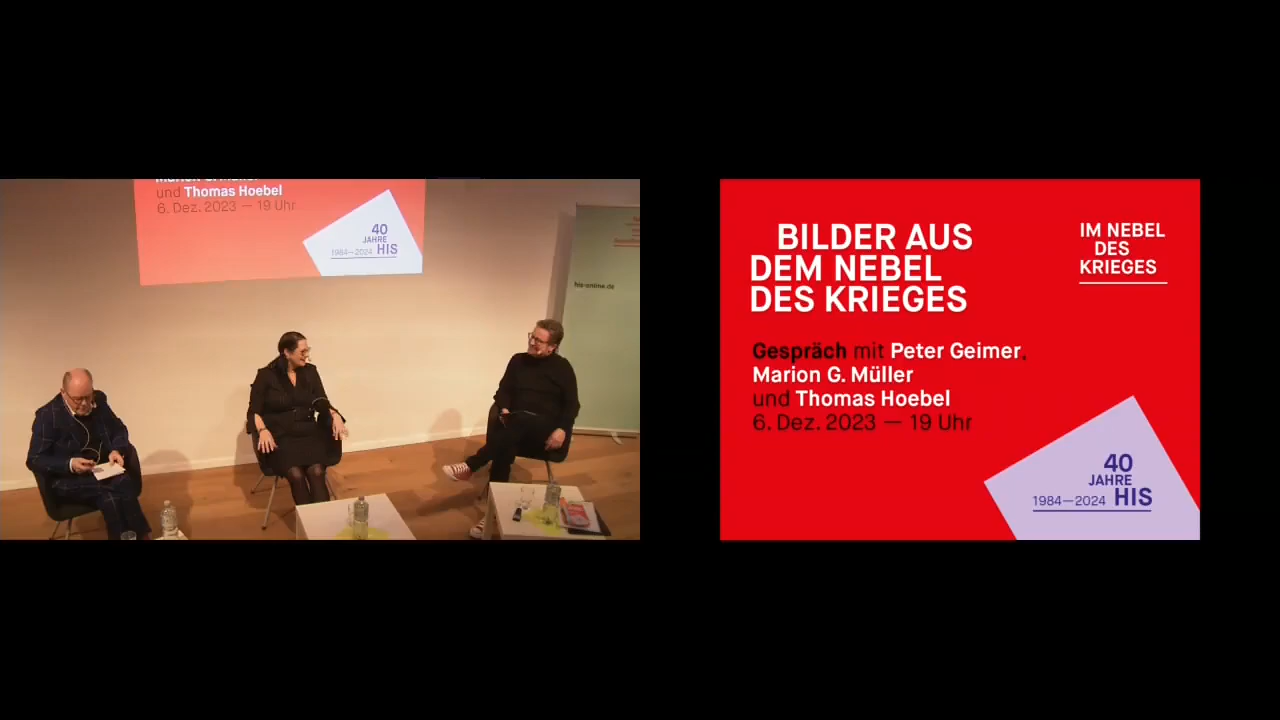 und Thomas Hoebel
6. Dez. 2023 — 19 Uhr
40
JAHRE
1984—2024 HIS
his-online.de
BILDER AUS
DEM NEBEL
DES KRIEGES
IM NEBEL
DES
KRIEGES
Gespräch mit Peter Geimer,
Marion G. Müller
und Thomas Hoebel
6. Dez. 2023 — 19 Uhr
40
JAHRE
1984—2024 HIS